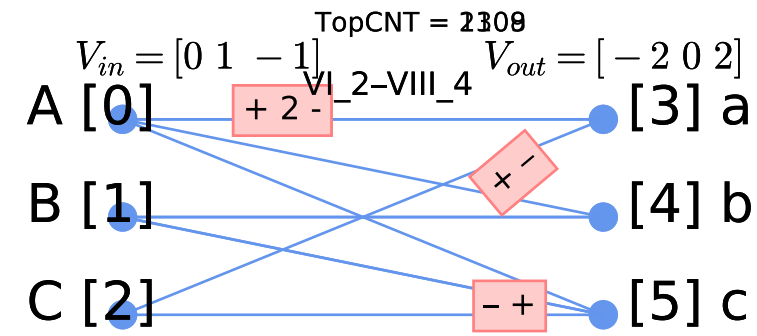 TopCNT =
V_in = [0 1 −1] V_out = [−2 0 2]
VI_2–VIII_4
A [0] + 2 - [3] a
+ −
B [1] [4] b
C [2] – + [5] c